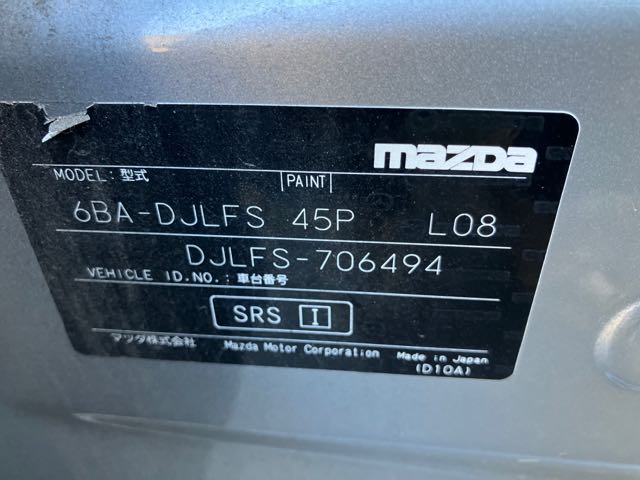 mazda
MODEL: 型式 |PAINT|
6BA-DJLFS 45P L08
DJLFS-706494
VEHICLE ID.NO.: 車台番号
SRS I
マツダ株式会社 Mazda Motor Corporation Made in Japan
(D10A)